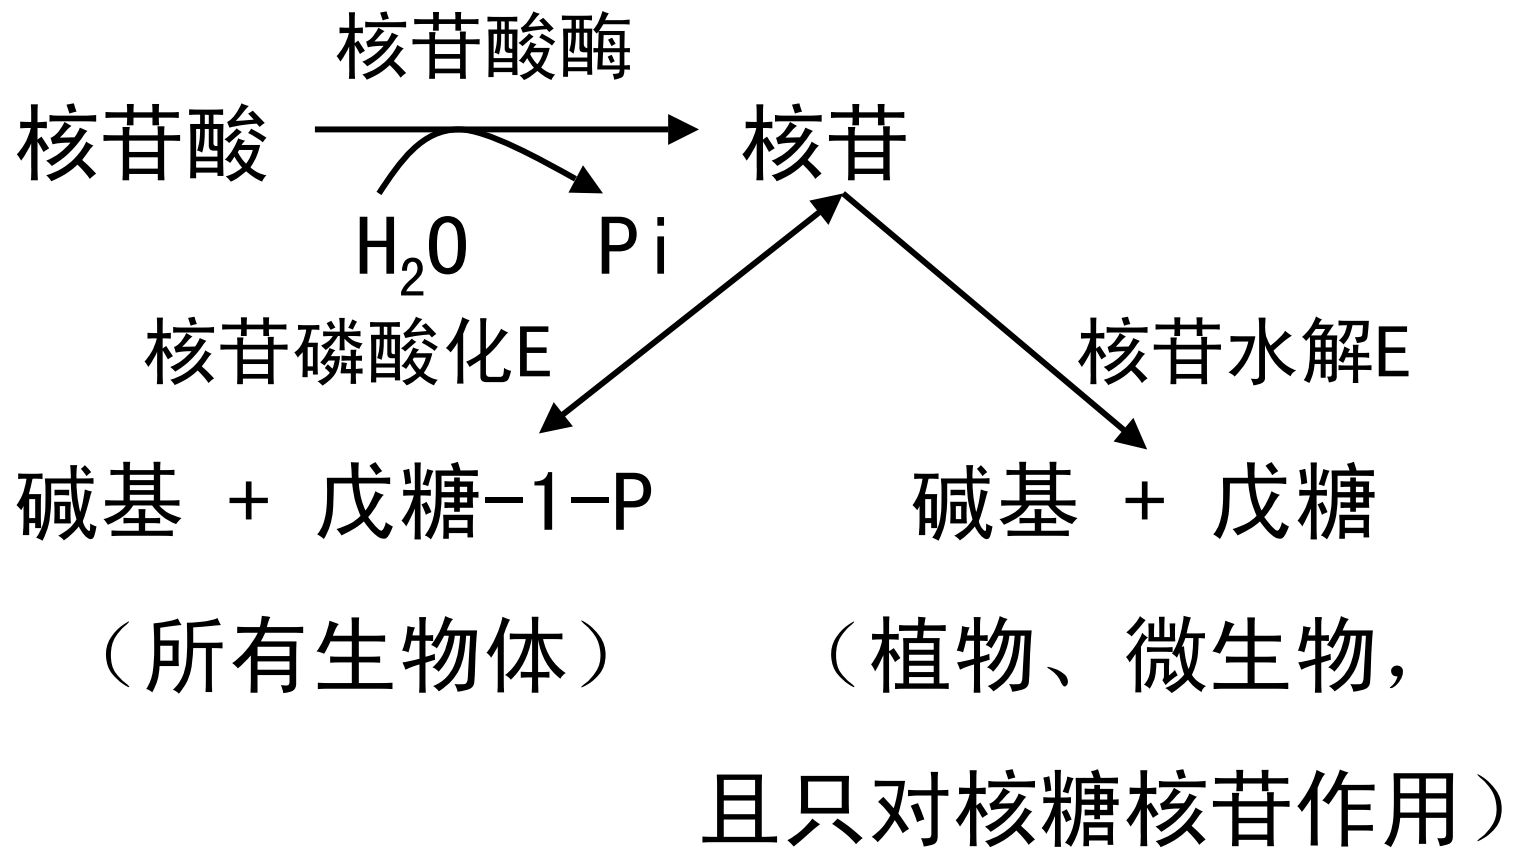 核苷酸酶
核苷酸 核苷
H₂O Pi
核苷磷酸化E 核苷水解E
碱基 + 戊糖-1-P 碱基 + 戊糖
（所有生物体） （植物、微生物，
且只对核糖核苷作用）